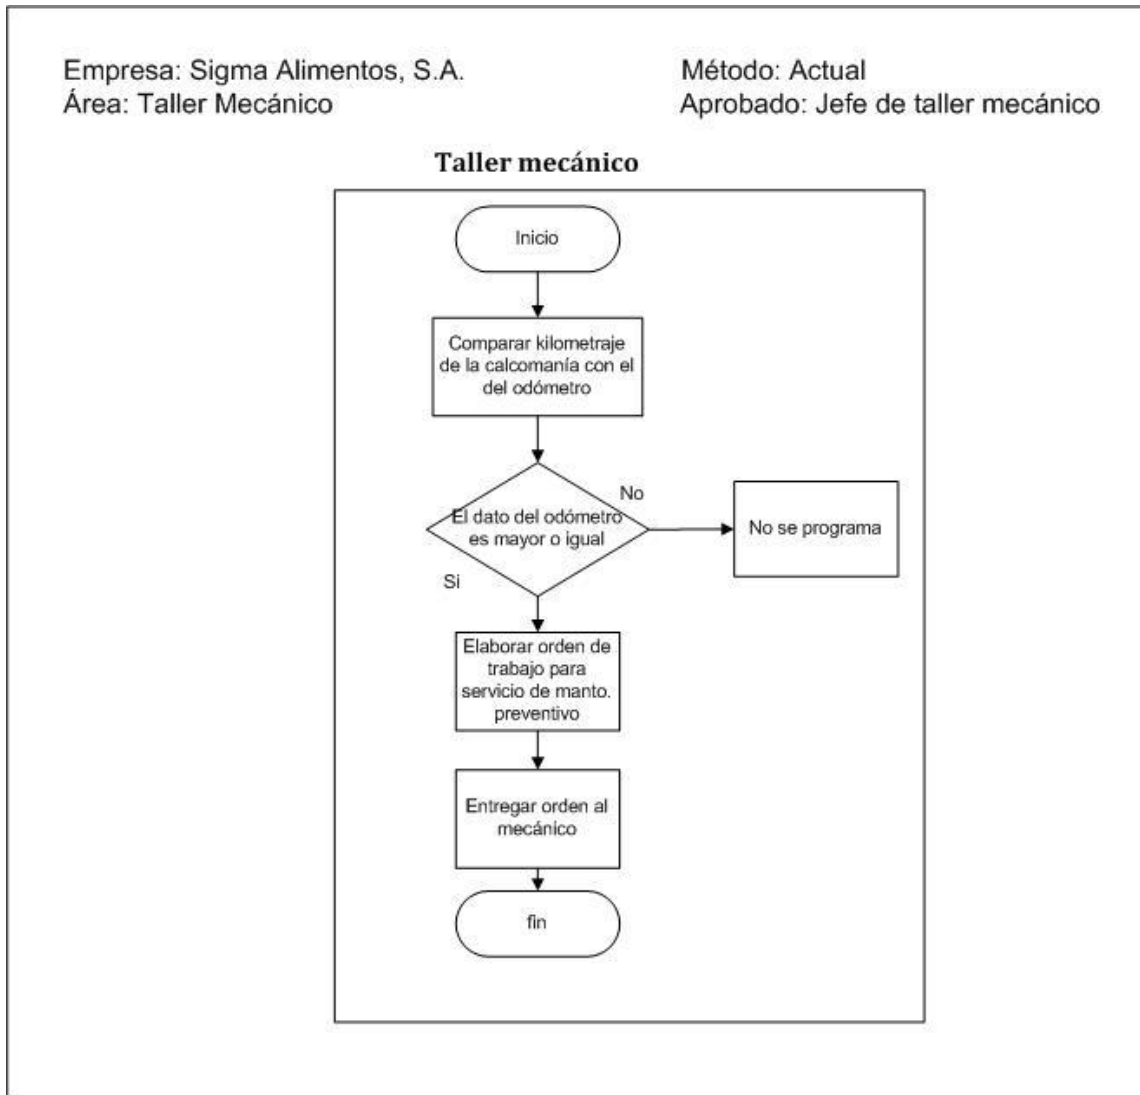 Empresa: Sigma Alimentos, S.A.
Método: Actual
Área: Taller Mecánico
Aprobado: Jefe de taller mecánico
Taller mecánico
Inicio
Comparar kilometraje
de la calcomanía con el
del odómetro
No
El dato del odómetro
es mayor o igual
No se programa
Si
Elaborar orden de
trabajo para
servicio de manto.
preventivo
Entregar orden al
mecánico
fin